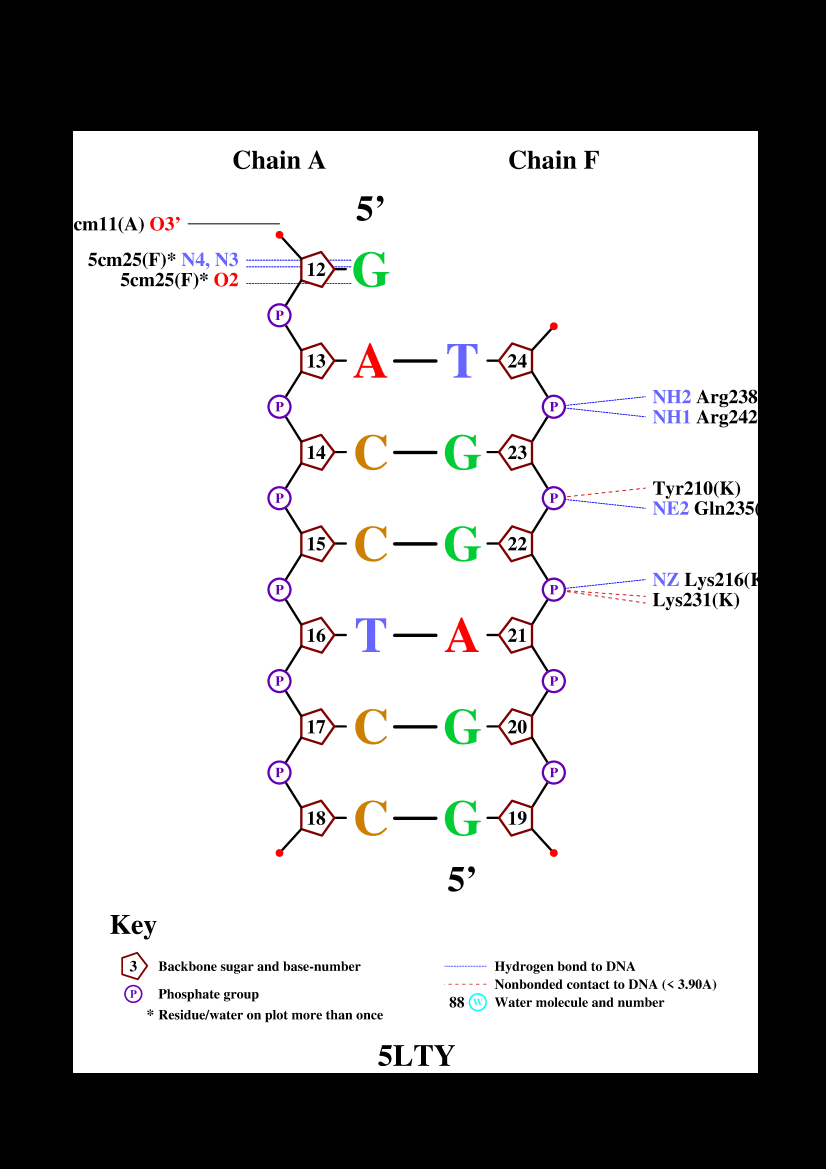 Chain A Chain F
5’
cm11(A) O3’
5cm25(F)* N4, N3
5cm25(F)* O2
12 G
P
13 A T 24
P P NH2 Arg238
NH1 Arg242
14 C G 23
P P Tyr210(K)
NE2 Gln235(
15 C G 22
P P NZ Lys216(K
Lys231(K)
16 T A 21
P P
17 C G 20
P P
18 C G 19
5’
Key
3 Backbone sugar and base-number
P Phosphate group
* Residue/water on plot more than once
Hydrogen bond to DNA
Nonbonded contact to DNA (< 3.90A)
88 W Water molecule and number
5LTY